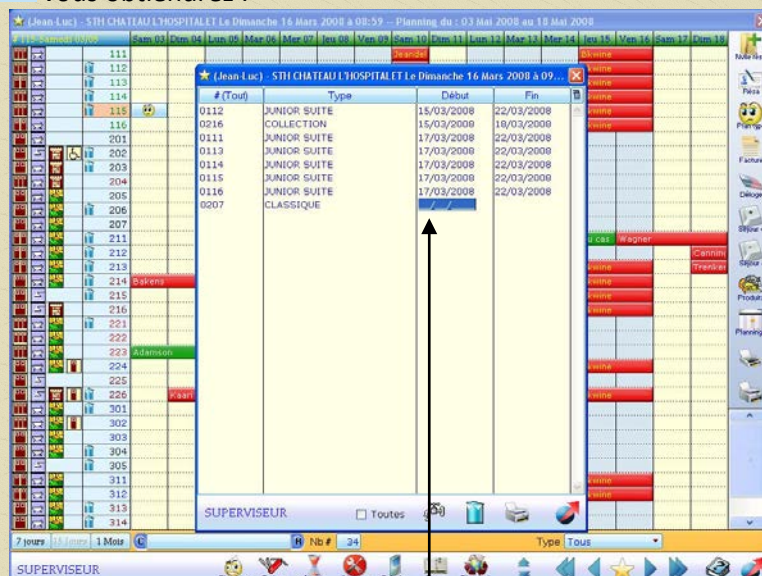 Vous obtiendrez :
(Jean Luc) - STH CHATEAU L'HOSPITALET Le Dimanche 16 Mars 2008 à 08:59 -- Planning du : 03 Mai 2008 au 18 Mai 2008
Samedi 03/05 Sam 03 Dim 04 Lun 05 Mar 06 Mer 07 Jeu 08 Ven 09 Sam 10 Dim 11 Lun 12 Mar 13 Mer 14 Jeu 15 Ven 16 Sam 17 Dim 18
111 Jeandel
112
113
114
115
116
201
202
203
204
205
206
207
211 Wagner
212
213 Trenker
214 Bakens
215
216
221
222
223 Adamson
224
225
226 Kaari
301
302
303
304
305
311
312
313
314
(Jean-Luc) - STH CHATEAU L'HOSPITALET Le Dimanche 16 Mars 2008 à 09...
# (Tout) Type Début Fin
0112 JUNIOR SUITE 15/03/2008 22/03/2008
0216 COLLECTION 15/03/2008 18/03/2008
0111 JUNIOR SUITE 17/03/2008 22/03/2008
0113 JUNIOR SUITE 17/03/2008 22/03/2008
0114 JUNIOR SUITE 17/03/2008 22/03/2008
0115 JUNIOR SUITE 17/03/2008 22/03/2008
0116 JUNIOR SUITE 17/03/2008 22/03/2008
0207 CLASSIQUE / /
SUPERVISEUR Toutes
Résa
Facture
Déloge
Séjour
Séjour
Produit
Planning
7 jours 15 Jours 1 Mois C R Nb # 34 Type Tous
SUPERVISEUR